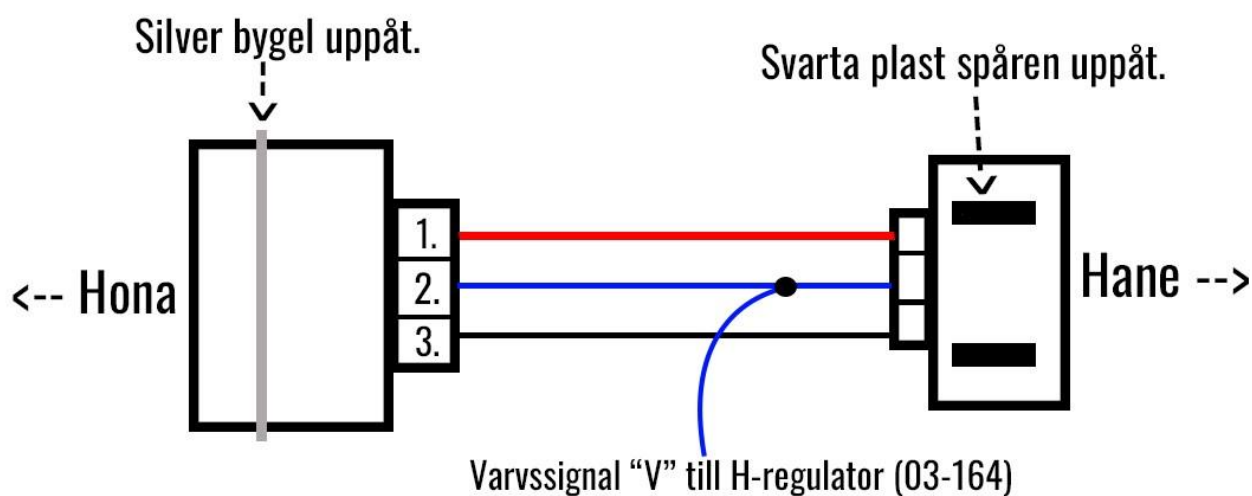 Silver bygel uppåt.
Svarta plast spåren uppåt.
1.
<-- Hona
2.
Hane -->
3.
Varvssignal “V” till H-regulator (03-164)